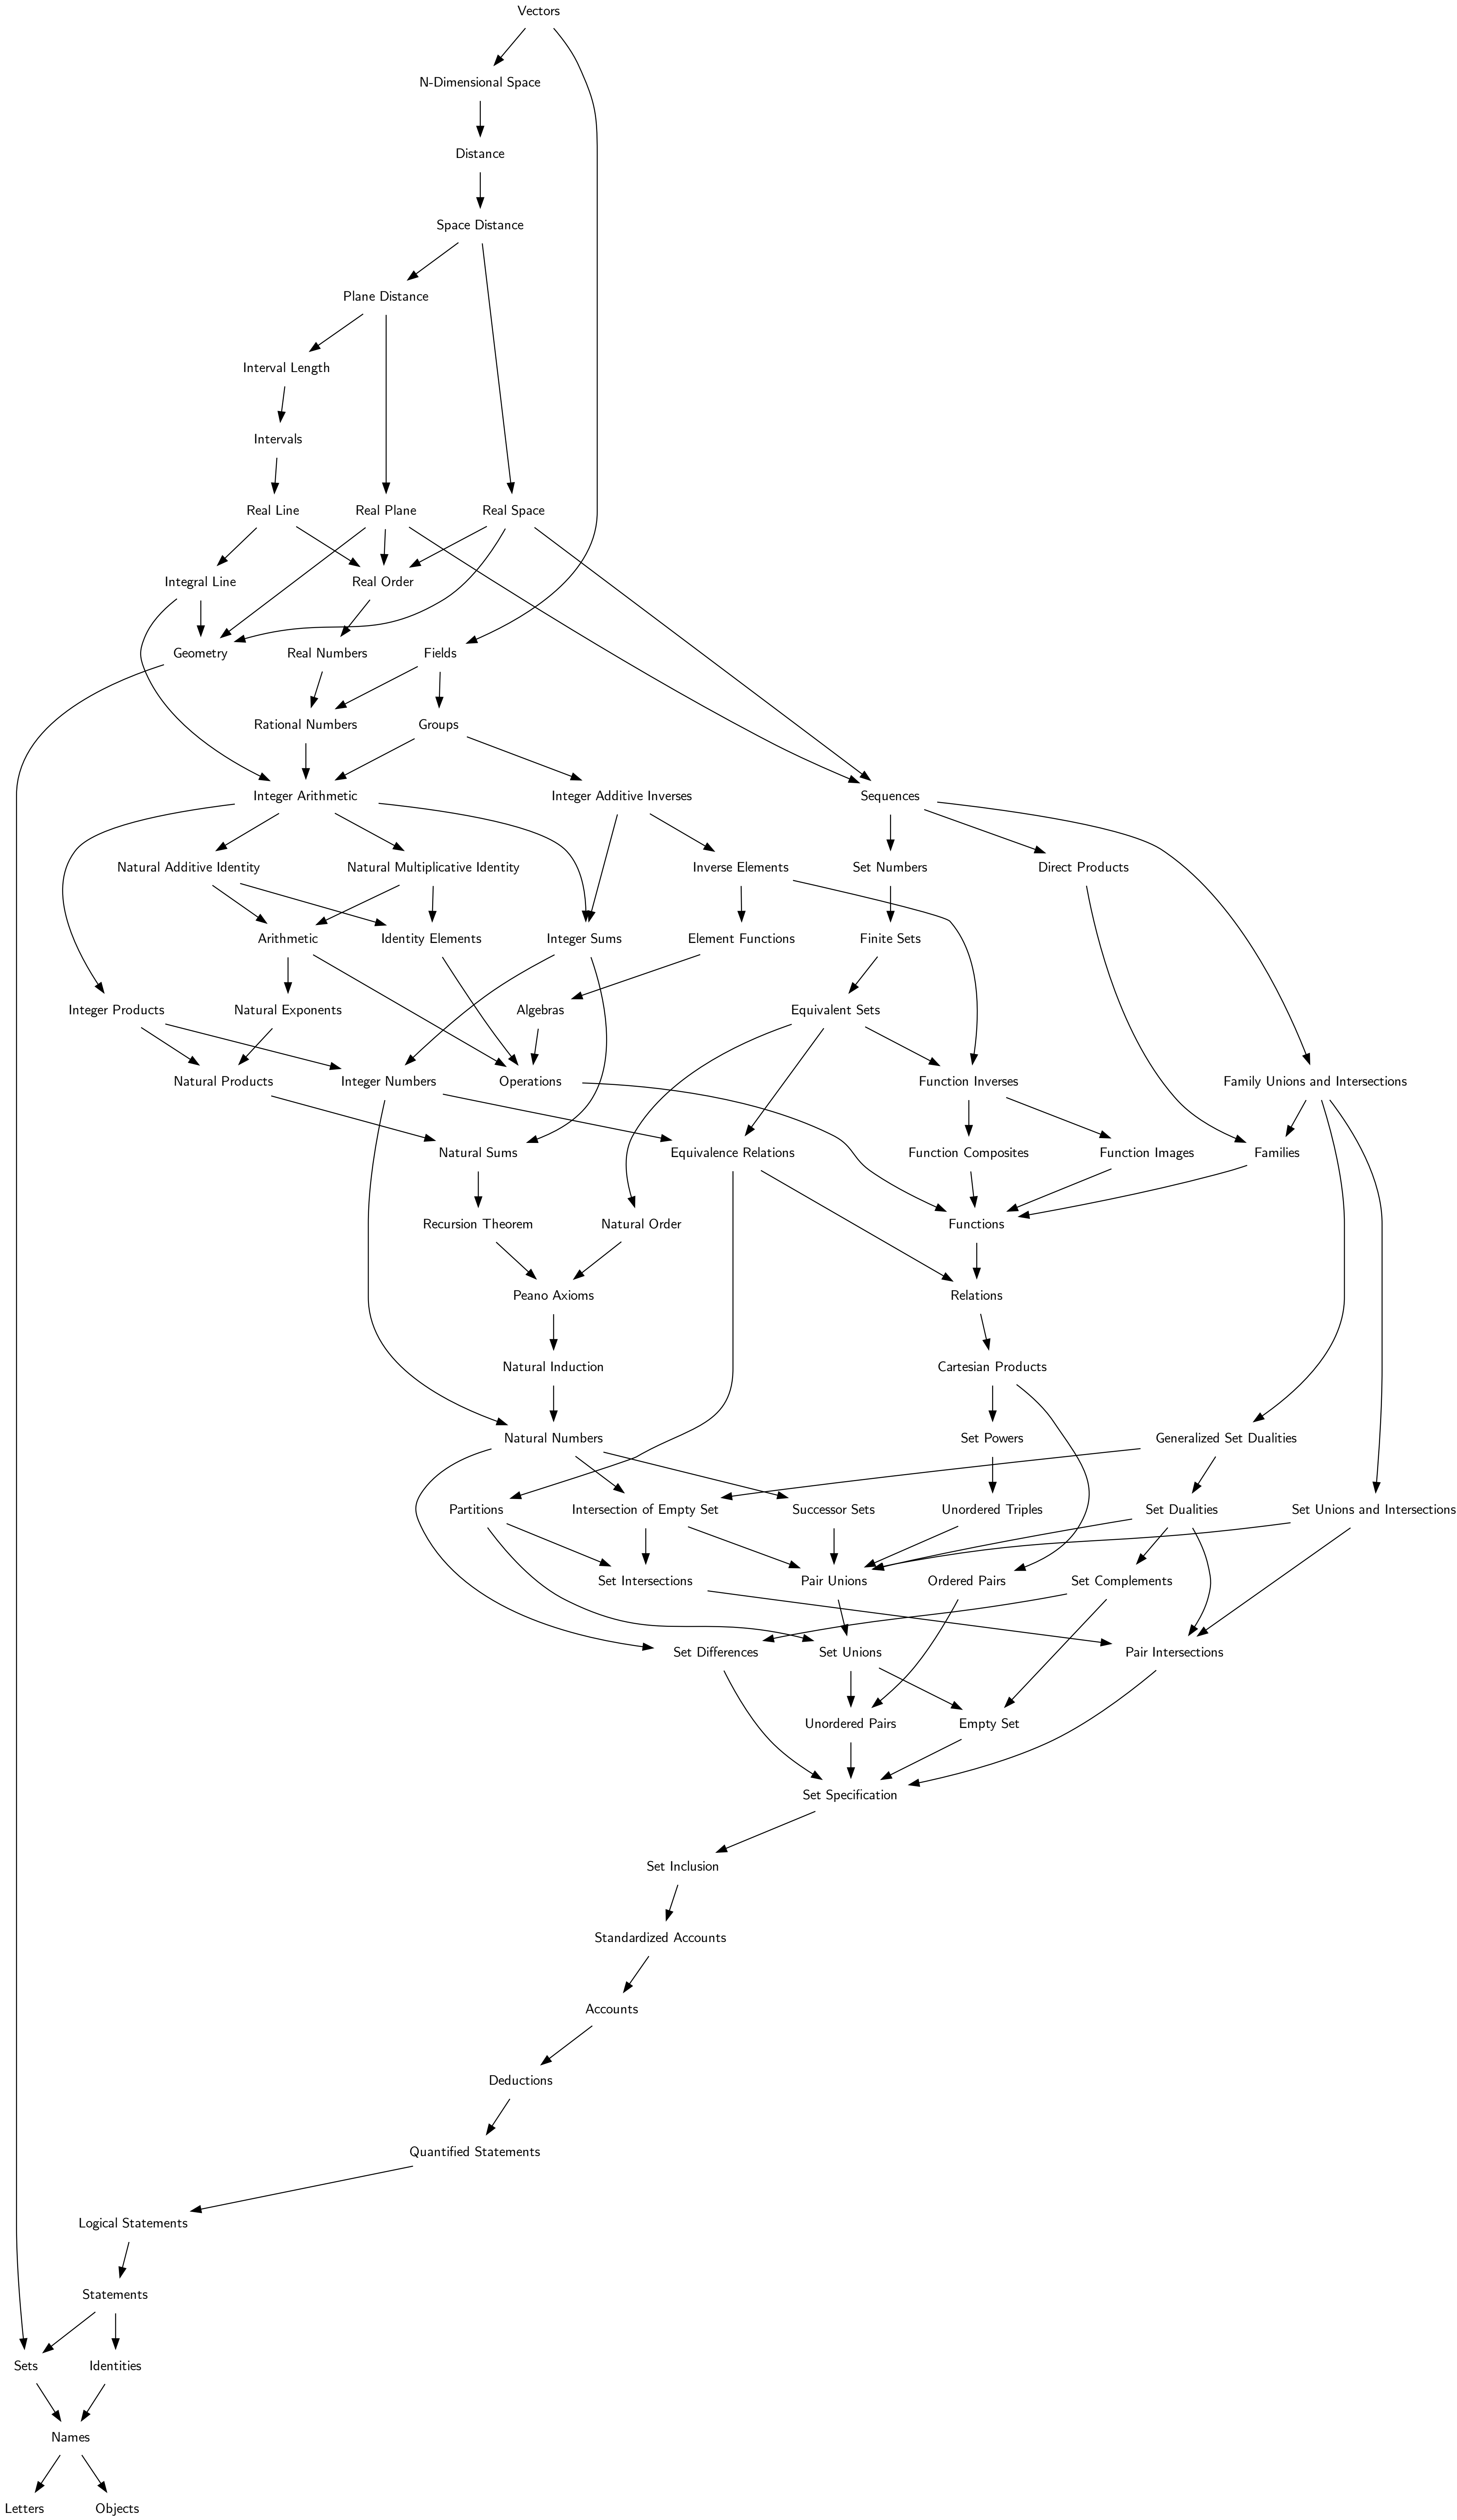 Vectors
N-Dimensional Space
Distance
Space Distance
Plane Distance
Interval Length
Intervals
Real Line
Real Plane
Real Space
Integral Line
Real Order
Geometry
Real Numbers
Fields
Rational Numbers
Groups
Integer Arithmetic
Integer Additive Inverses
Sequences
Natural Additive Identity
Natural Multiplicative Identity
Inverse Elements
Set Numbers
Direct Products
Arithmetic
Identity Elements
Integer Sums
Element Functions
Finite Sets
Integer Products
Natural Exponents
Algebras
Equivalent Sets
Natural Products
Integer Numbers
Operations
Function Inverses
Family Unions and Intersections
Natural Sums
Equivalence Relations
Function Composites
Function Images
Families
Recursion Theorem
Natural Order
Functions
Peano Axioms
Relations
Natural Induction
Cartesian Products
Natural Numbers
Set Powers
Generalized Set Dualities
Partitions
Intersection of Empty Set
Successor Sets
Unordered Triples
Set Dualities
Set Unions and Intersections
Set Intersections
Pair Unions
Ordered Pairs
Set Complements
Set Differences
Set Unions
Pair Intersections
Unordered Pairs
Empty Set
Set Specification
Set Inclusion
Standardized Accounts
Accounts
Deductions
Quantified Statements
Logical Statements
Statements
Sets
Identities
Names
Letters
Objects